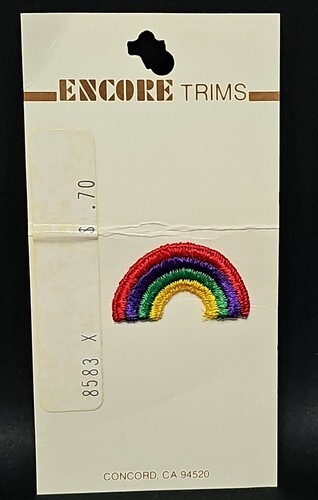 ENCORE TRIMS
$ .70
8583 X
CONCORD, CA 94520